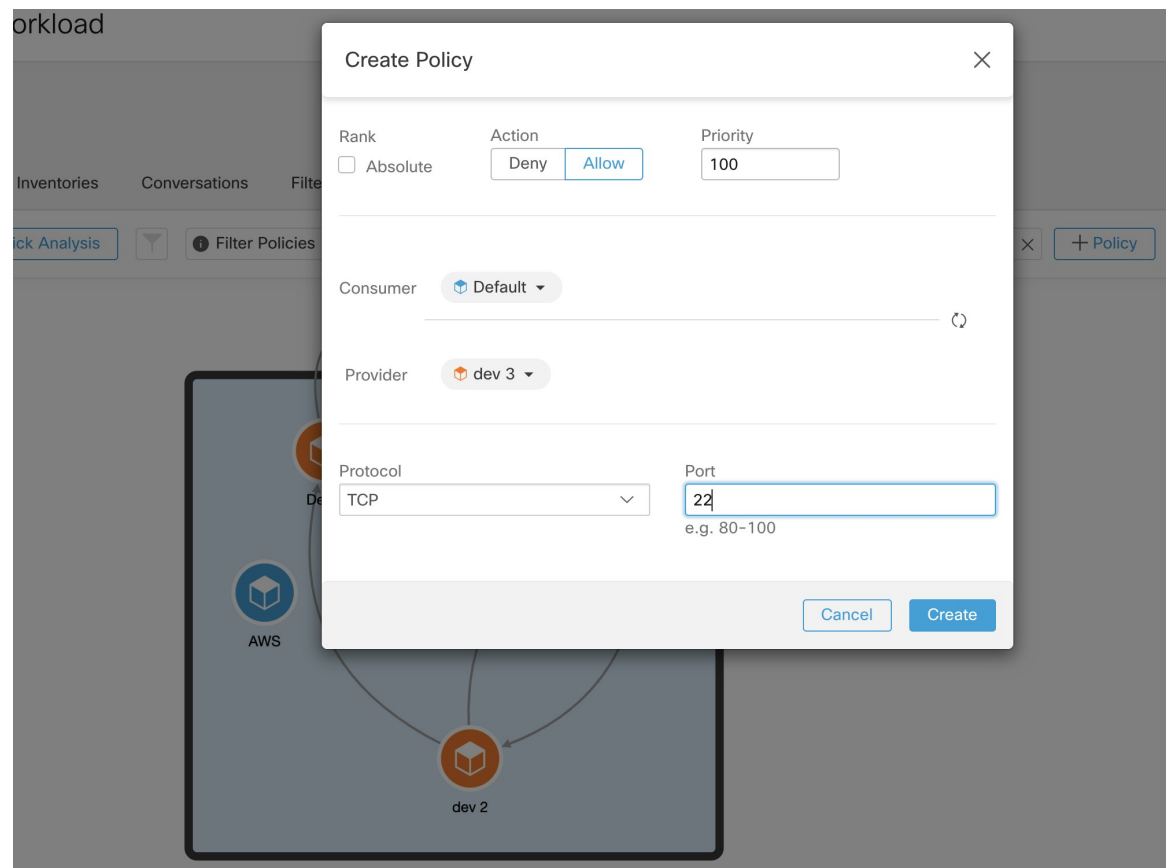 orkload
Create Policy
Rank
Action
Priority
Absolute
Deny
Allow
100
Inventories
Conversations
Filte
ick Analysis
Filter Policies
Policy
Consumer
Default
Provider
dev 3
Protocol
Port
TCP
22
e.g. 80-100
De
AWS
Cancel
Create
dev 2